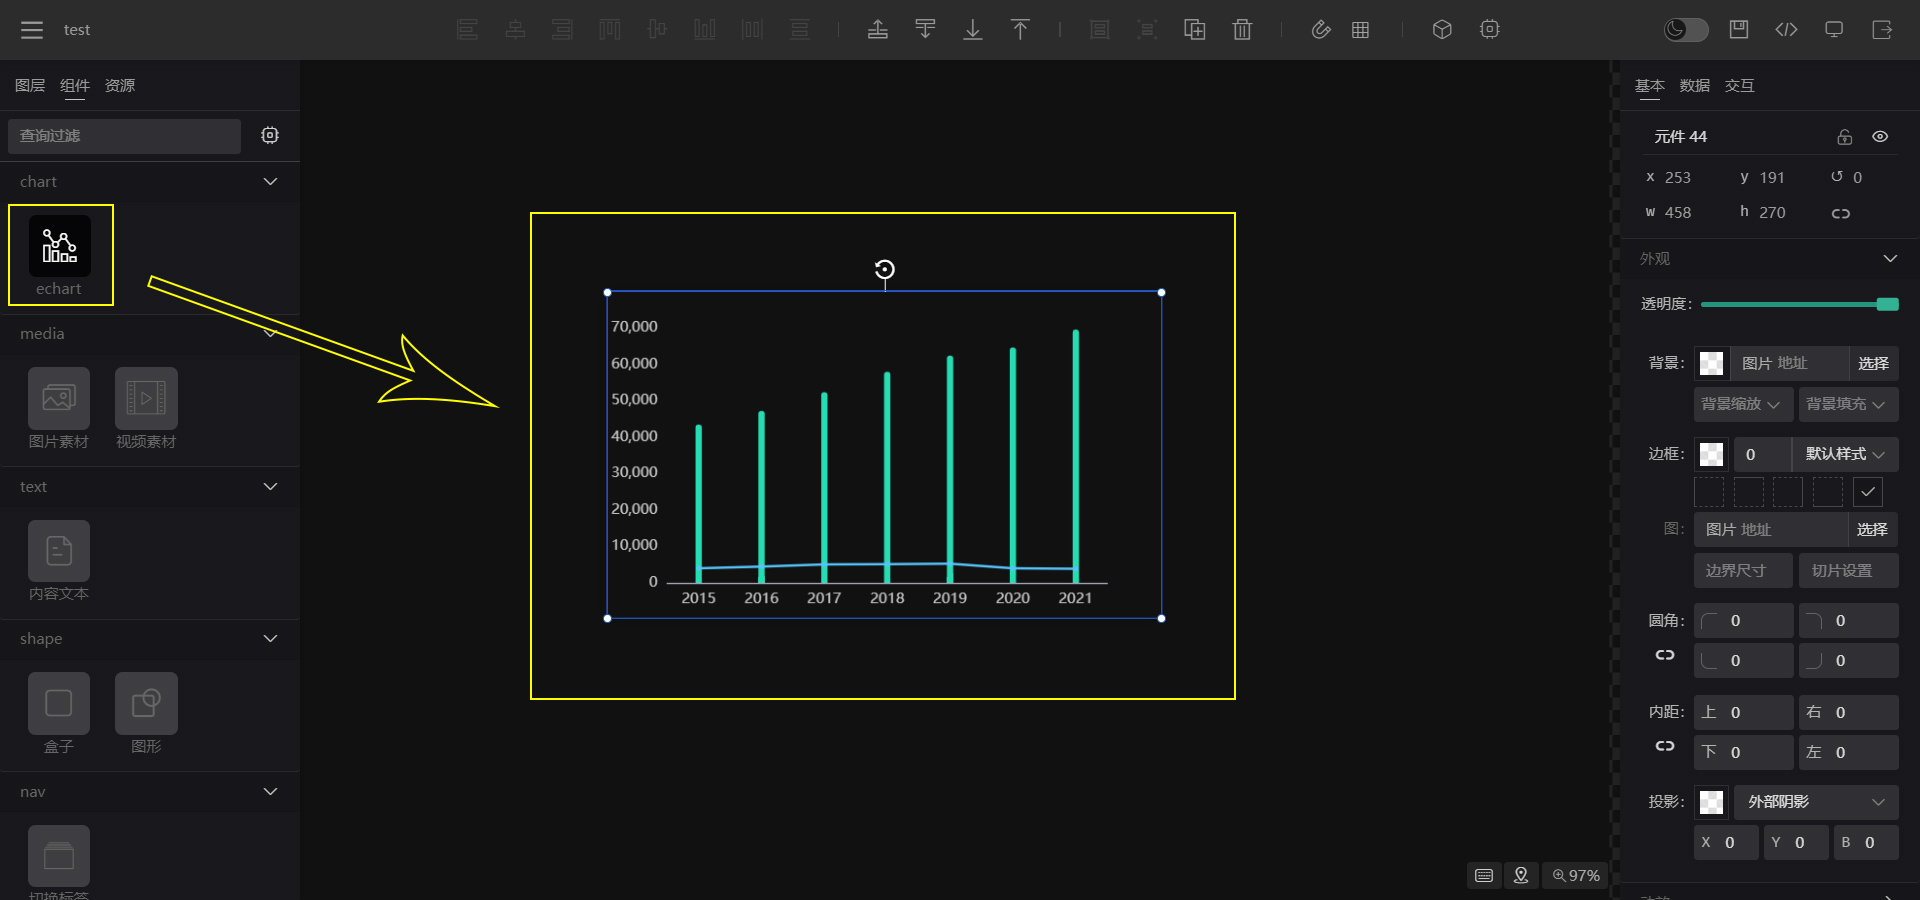 test
图层 组件 资源
查询过滤
chart
echart
media
图片素材 视频素材
text
内容文本
shape
盒子 图形
nav
切换标签
70,000
60,000
50,000
40,000
30,000
20,000
10,000
0
2015 2016 2017 2018 2019 2020 2021
97%
基本 数据 交互
元件 44
x 253 y 191 0
w 458 h 270
外观
透明度:
背景: 图片 地址 选择
背景缩放 背景填充
边框: 0 默认样式
图: 图片 地址 选择
边界尺寸 切片设置
圆角: 0 0
0 0
内距: 上 0 右 0
下 0 左 0
投影: 外部阴影
X 0 Y 0 B 0